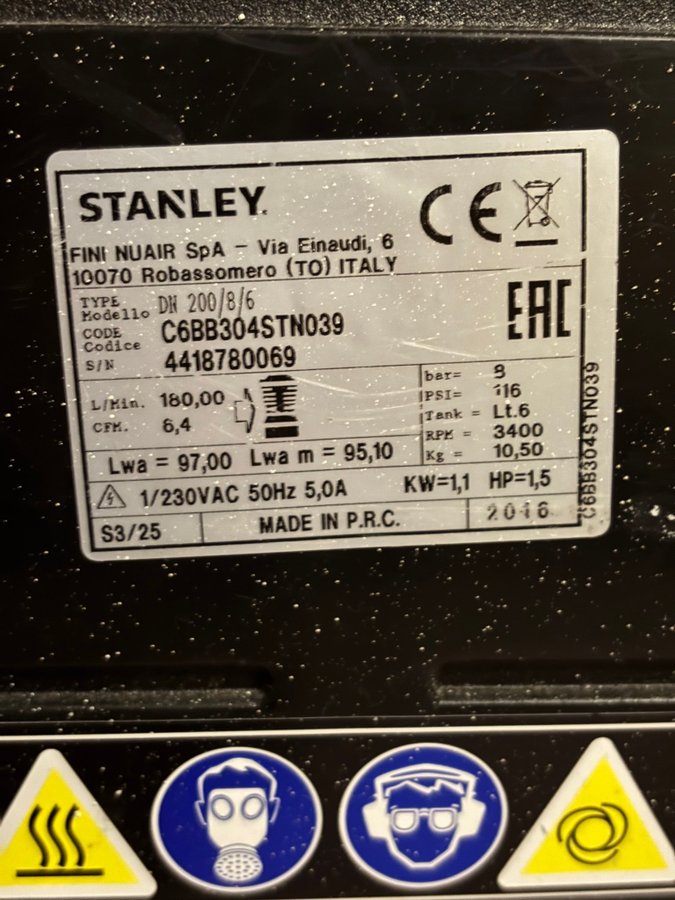 STANLEY.
CE
FINI NUAIR SpA - Via Einaudi, 6
10070 Robassomero (TO) ITALY
TYPE
Modello DN 200/8/6
CODE
Codice C6BB304STN039
S/N 4418780069
EAC
L/Min. 180,00
CFM. 6,4
bar= 8
PSI= 116
Tank = Lt.6
RPM = 3400
Kg = 10,50
Lwa = 97,00 Lwa m = 95,10
1/230VAC 50Hz 5,0A KW=1,1 HP=1,5
S3/25 MADE IN P.R.C. 2016
C6BB304STN039